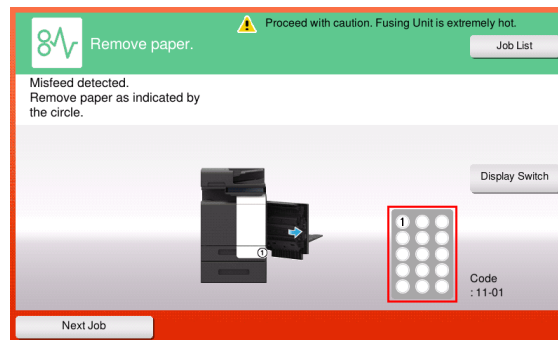 Proceed with caution. Fusing Unit is extremely hot.
Remove paper.
Job List
Misfeed detected.
Remove paper as indicated by
the circle.
Display Switch
1
1
Code
: 11-01
Next Job